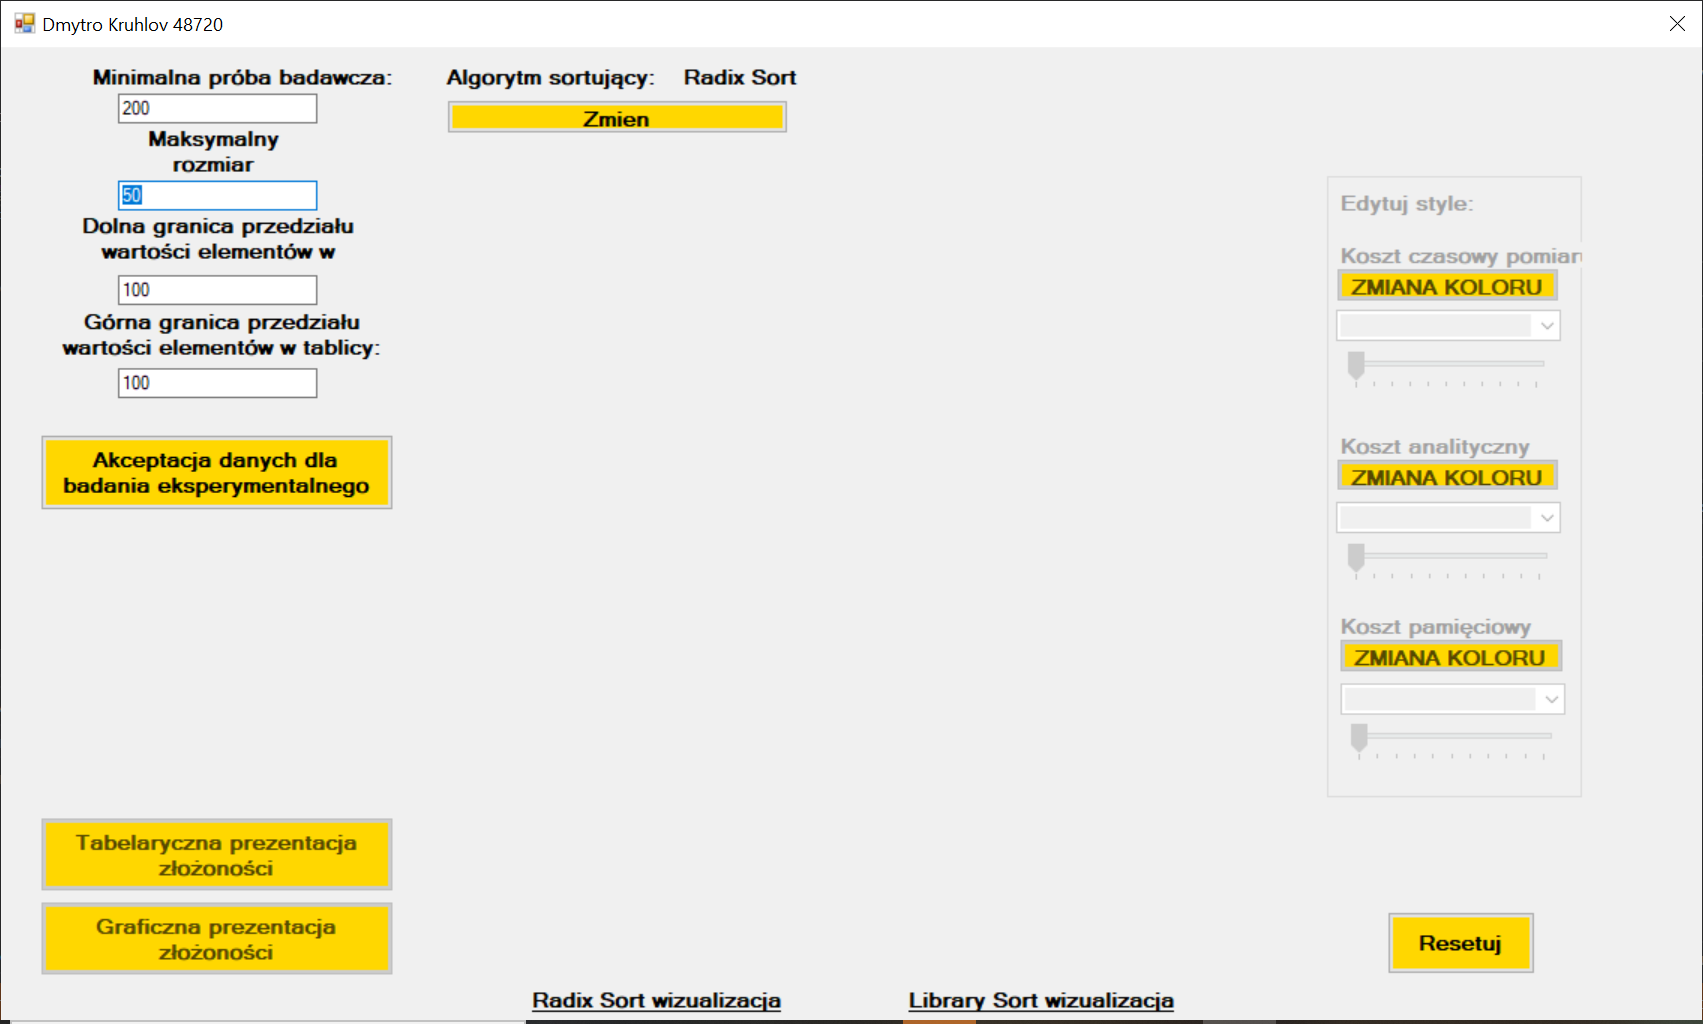 Dmytro Kruhlov 48720
Minimalna próba badawcza:
200
Maksymalny
rozmiar
50
Dolna granica przedziału
wartości elementów w
100
Górna granica przedziału
wartości elementów w tablicy:
100
Akceptacja danych dla
badania eksperymentalnego
Tabelaryczna prezentacja
złożoności
Graficzna prezentacja
złożoności
Algorytm sortujący: Radix Sort
Zmien
Edytuj style:
Koszt czasowy pomiaru
ZMIANA KOLORU
Koszt analityczny
ZMIANA KOLORU
Koszt pamięciowy
ZMIANA KOLORU
Resetuj
Radix Sort wizualizacja
Library Sort wizualizacja